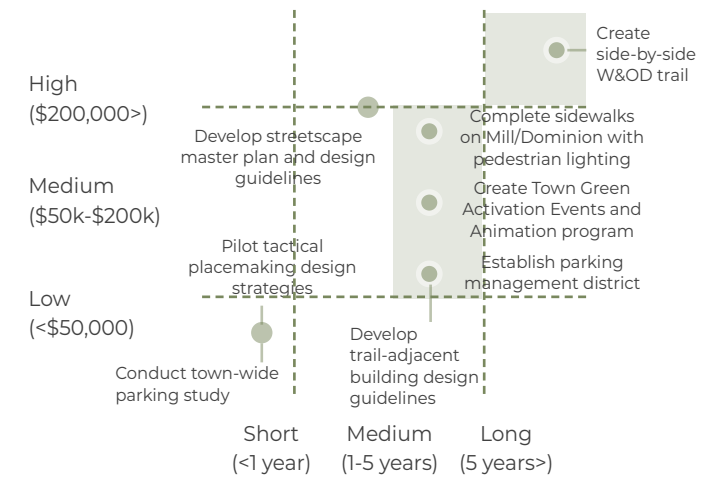 Create
side-by-side
W&OD trail
High
($200,000>)
Complete sidewalks
on Mill/Dominion with
pedestrian lighting
Develop streetscape
master plan and design
guidelines
Medium
($50k-$200k)
Create Town Green
Activation Events and
Animation program
Pilot tactical
placemaking design
strategies
Establish parking
management district
Low
(<$50,000)
Develop
trail-adjacent
building design
guidelines
Conduct town-wide
parking study
Short
(<1 year)
Medium
(1-5 years)
Long
(5 years>)